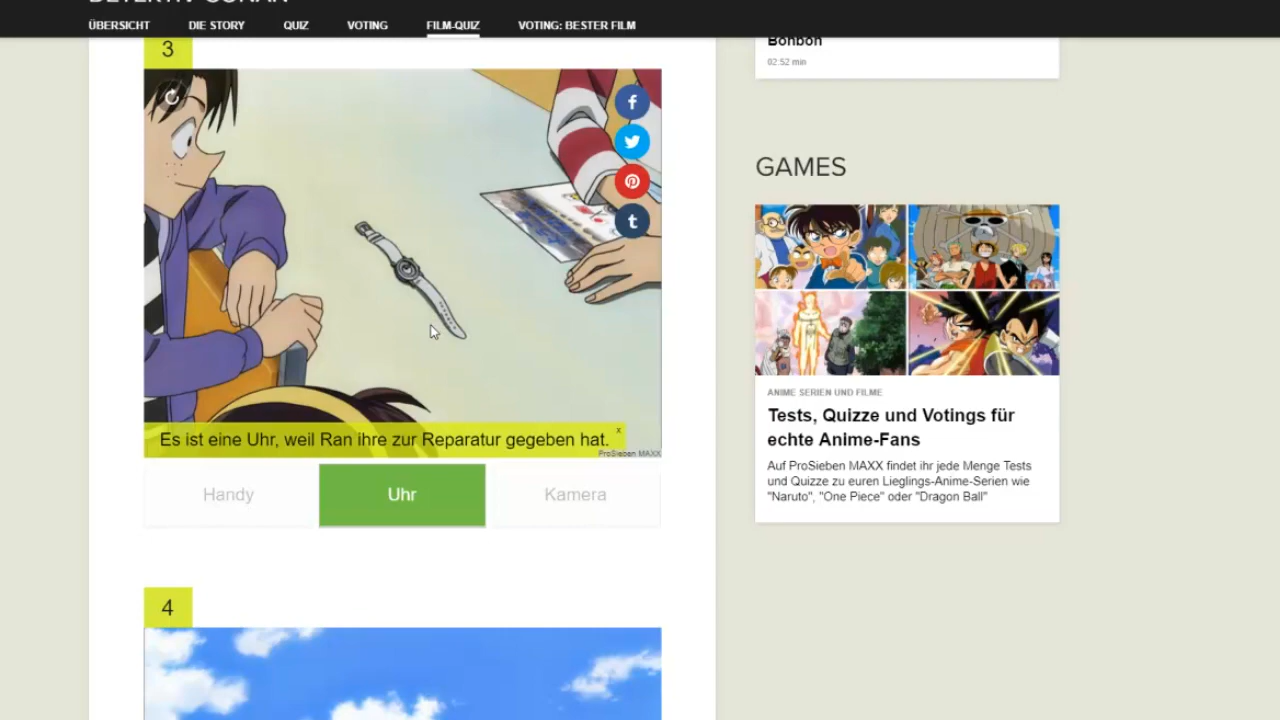 DETEKTIV CONAN
ÜBERSICHT DIE STORY QUIZ VOTING FILM-QUIZ VOTING: BESTER FILM
3
Es ist eine Uhr, weil Ran ihre zur Reparatur gegeben hat.
x
ProSieben MAXX
Handy Uhr Kamera
4
Bonbon
02:52 min
GAMES
ANIME SERIEN UND FILME
Tests, Quizze und Votings für
echte Anime-Fans
Auf ProSieben MAXX findet ihr jede Menge Tests
und Quizze zu euren Lieglings-Anime-Serien wie
"Naruto", "One Piece" oder "Dragon Ball"